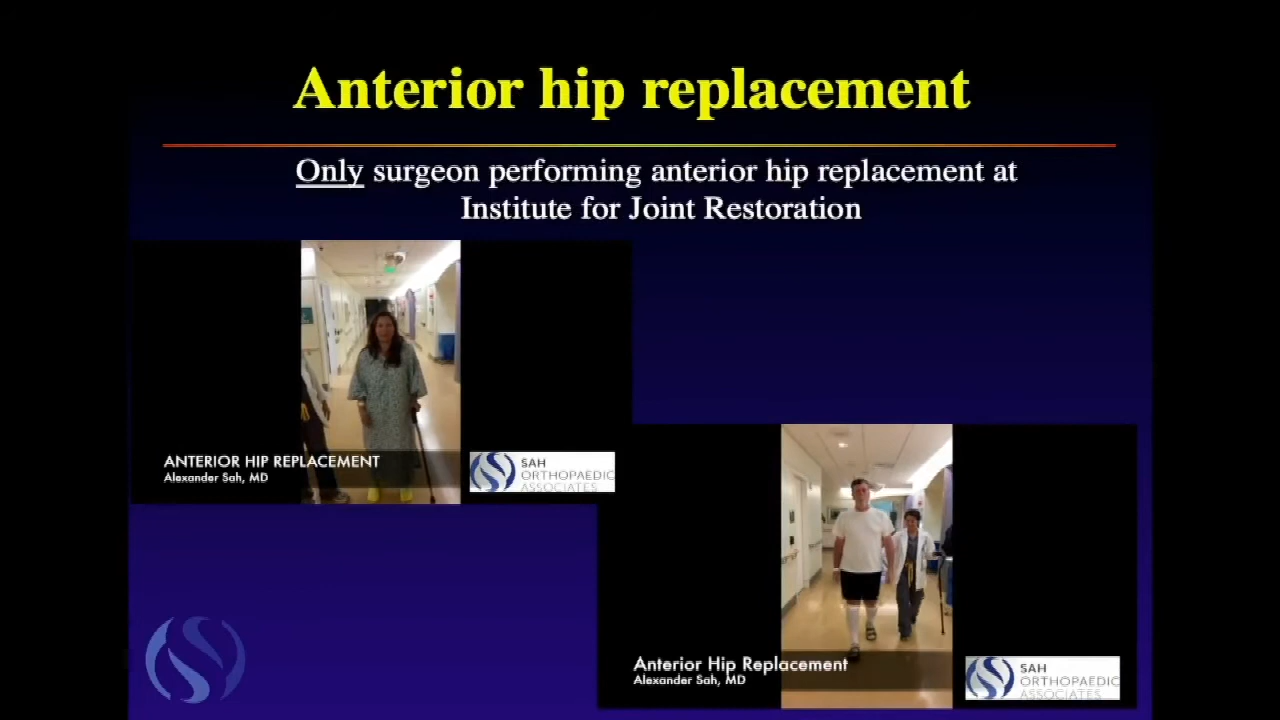 Anterior hip replacement
Only surgeon performing anterior hip replacement at
Institute for Joint Restoration
ANTERIOR HIP REPLACEMENT
Alexander Sah, MD
SAH
ORTHOPAEDIC
ASSOCIATES
Anterior Hip Replacement
Alexander Sah, MD
SAH
ORTHOPAEDIC
ASSOCIATES